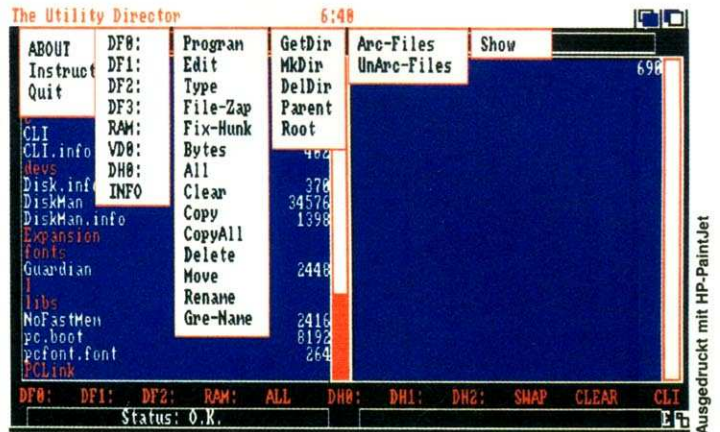 The Utility Director 6:40
ABOUT
Instruct
Quit
DF0:
DF1:
DF2:
DF3:
RAM:
VD0:
DH0:
INFO
Program
Edit
Type
File-Zap
Fix-Hunk
Bytes
All
Clear
Copy
CopyAll
Delete
Move
Rename
Gre-Name
GetDir
MkDir
DelDir
Parent
Root
Arc-Files
UnArc-Files
Show
690
c
CLI
CLI.info 402
devs
Disk.inf 370
DiskMan 34576
DiskMan.info 1398
Expansion
fonts
Guardian 2448
l
libs
NoFastMem 2416
pc.boot 8192
pcfont.font 264
PCLink
DF0: DF1: DF2: RAM: ALL DH0: DH1: DH2: SWAP CLEAR CLI
Status: O.K.
Ausgedruckt mit HP-PaintJet